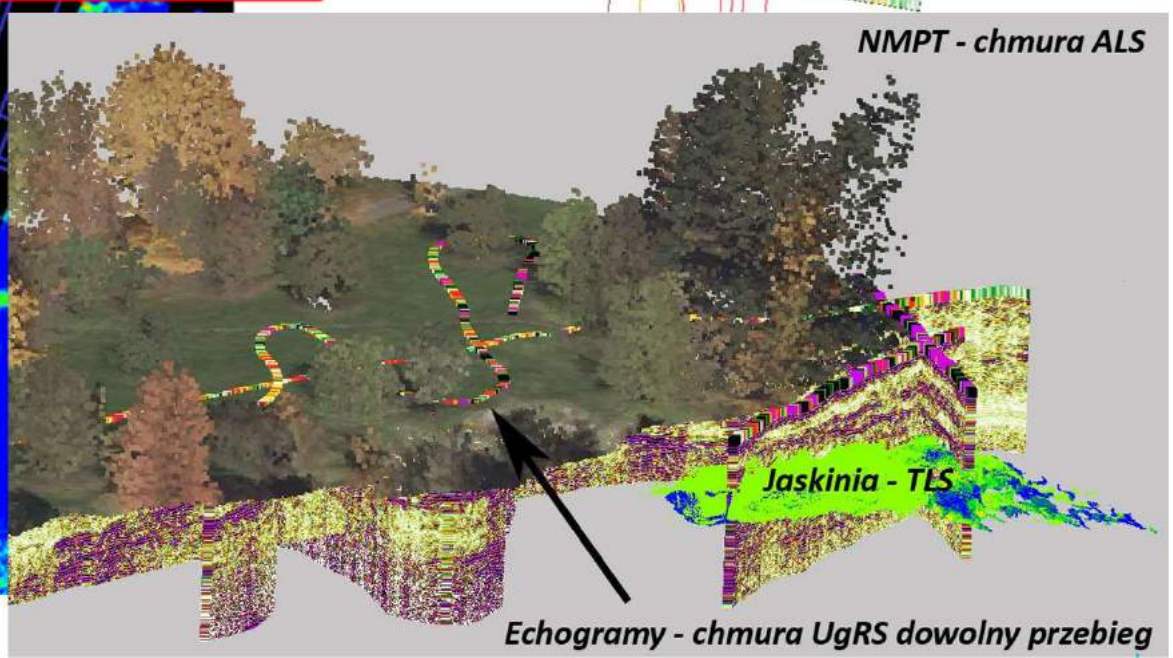 NMPT - chmura ALS
Jaskinia - TLS
Echogramy - chmura UgRS dowolny przebieg